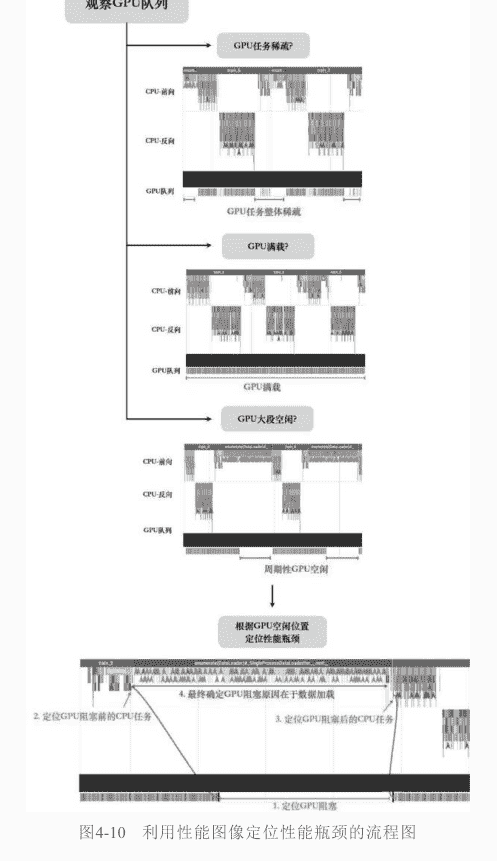 观察GPU队列
GPU任务稀疏?
CPU-前向
CPU-反向
GPU队列
GPU任务整体稀疏
GPU满载?
CPU-前向
CPU-反向
GPU队列
GPU满载
GPU大段空闲?
CPU-前向
CPU-反向
GPU队列
周期性GPU空闲
根据GPU空闲位置
定位性能瓶颈
4. 最终确定GPU阻塞原因在于数据加载
2. 定位GPU阻塞前的CPU任务
3. 定位GPU阻塞后的CPU任务
1. 定位GPU阻塞
图4-10 利用性能图像定位性能瓶颈的流程图